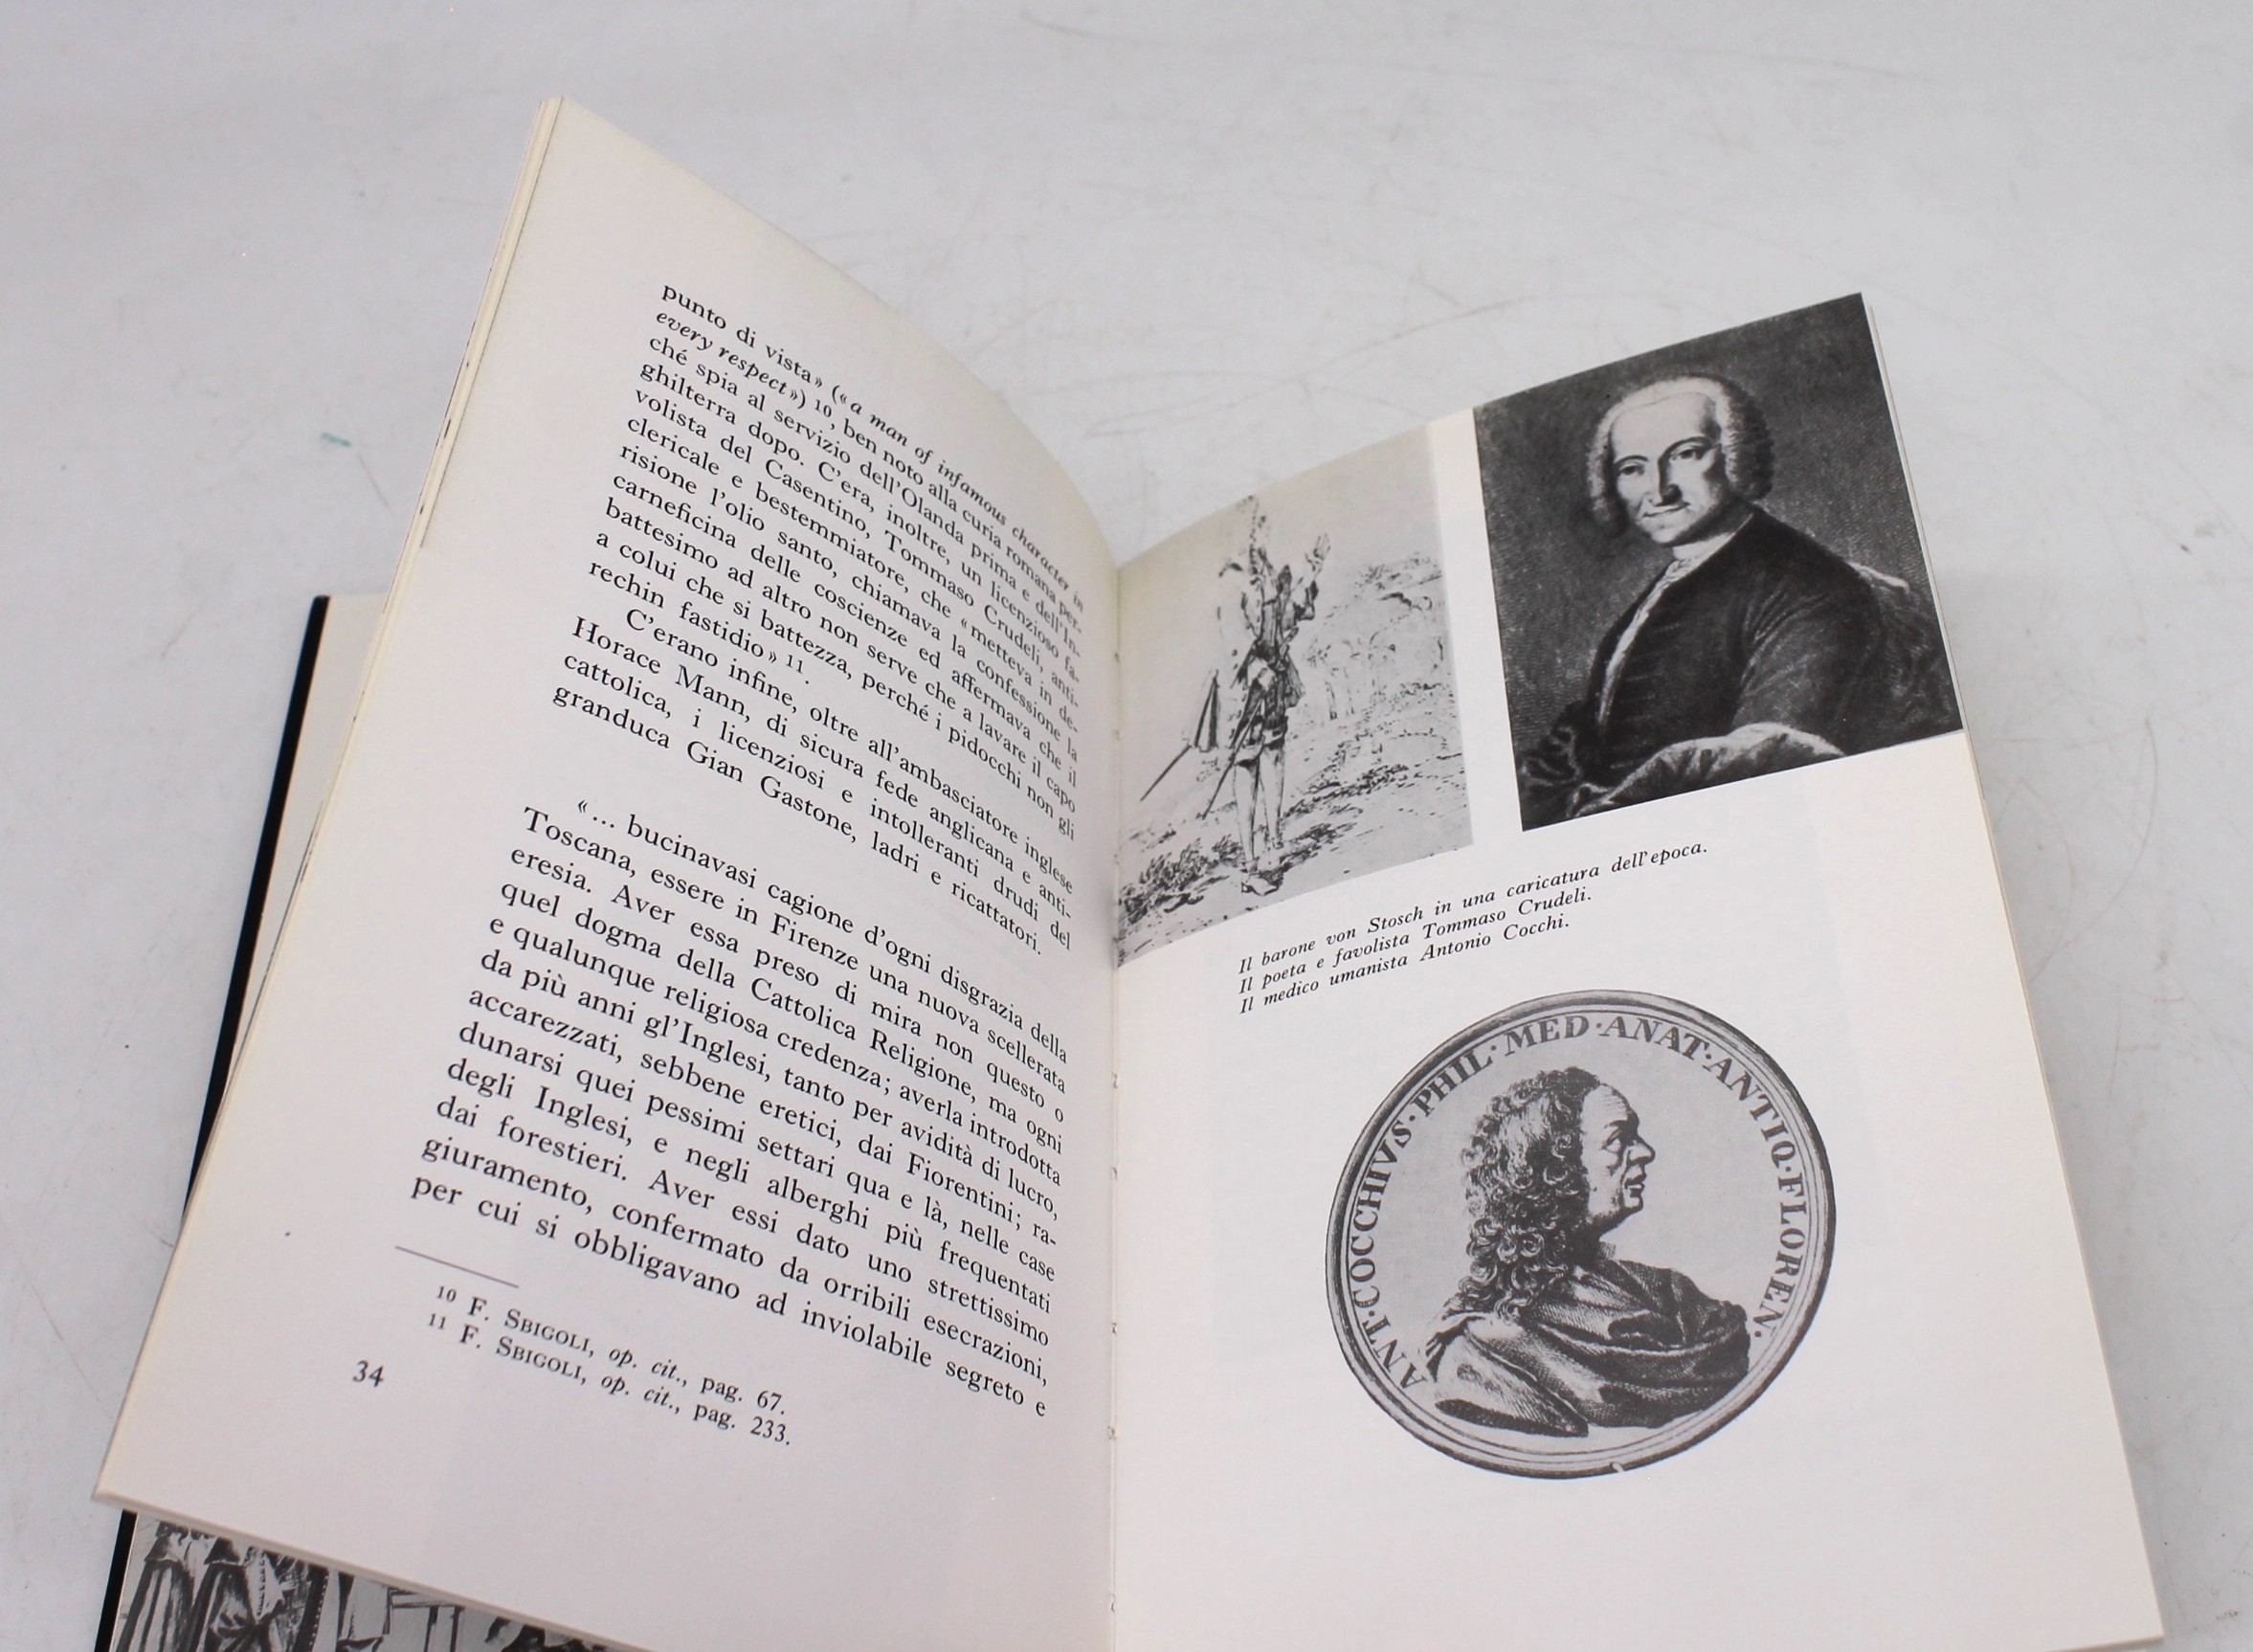 punto di vista» («a man of infamous character in
every respect») 10, ben noto alla curia romana per-
ché spia al servizio dell'Olanda prima e dell'In-
ghilterra dopo. C'era, inoltre, un licenzioso fa-
volista del Casentino, Tommaso Crudeli, anti-
clericale e bestemmiatore, che «metteva in de-
risione l'olio santo, chiamava la confessione la
carneficina delle coscienze ed affermava che il
battesimo ad altro non serve che a lavare il capo
a colui che si battezza, perché i pidocchi non gli
rechin fastidio» 11.
C'erano infine, oltre all'ambasciatore inglese
Horace Mann, di sicura fede anglicana e anti-
cattolica, i licenziosi e intolleranti drudi del
granduca Gian Gastone, ladri e ricattatori.
«... bucinavasi cagione d'ogni disgrazia della
Toscana, essere in Firenze una nuova scellerata
eresia. Aver essa preso di mira non questo o
quel dogma della Cattolica Religione, ma ogni
e qualunque religiosa credenza; averla introdotta
da più anni gl'Inglesi, tanto per avidità di lucro,
accarezzati, sebbene eretici, dai Fiorentini; ra-
dunarsi quei pessimi settari qua e là, nelle case
degli Inglesi, e negli alberghi più frequentati
dai forestieri. Aver essi dato uno strettissimo
giuramento, confermato da orribili esecrazioni,
per cui si obbligavano ad inviolabile segreto e
10 F. SBIGOLI, op. cit., pag. 67.
11 F. SBIGOLI, op. cit., pag. 233.
34
Il barone von Stosch in una caricatura dell'epoca.
Il poeta e favolista Tommaso Crudeli.
Il medico umanista Antonio Cocchi.
ANT·COCCHIVS·PHIL·MED·ANAT·ANTIQ·FLOREN·